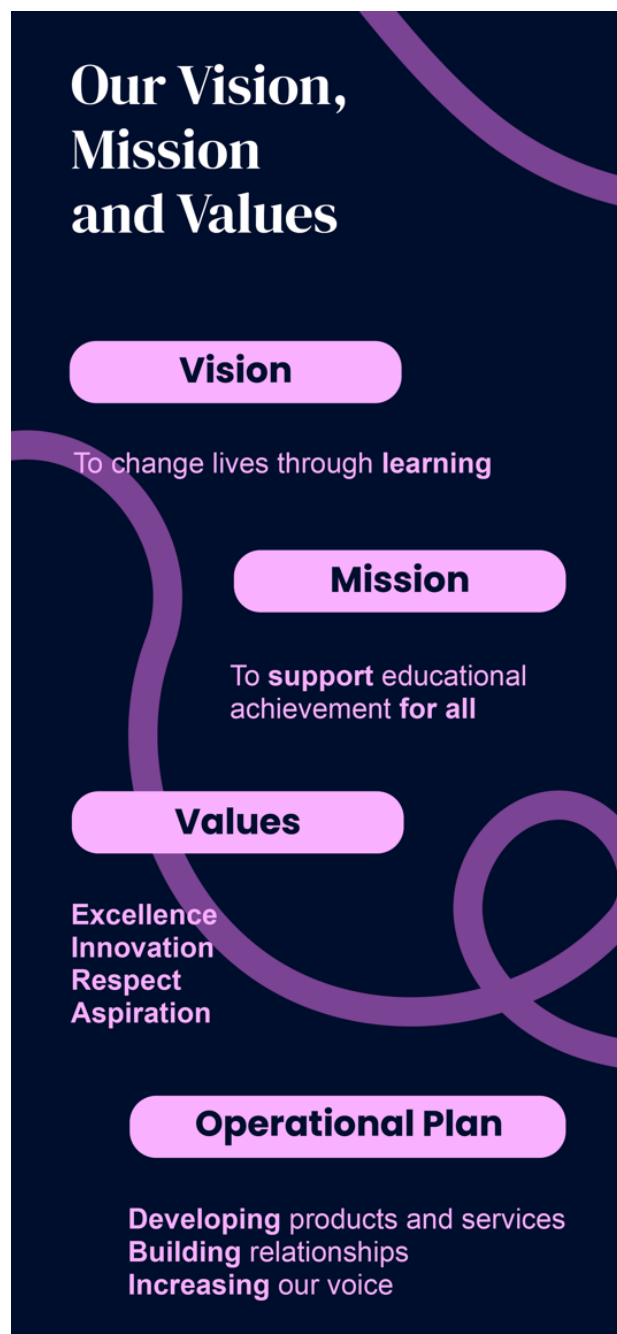 Our Vision,
Mission
and Values
Vision
To change lives through learning
Mission
To support educational
achievement for all
Values
Excellence
Innovation
Respect
Aspiration
Operational Plan
Developing products and services
Building relationships
Increasing our voice